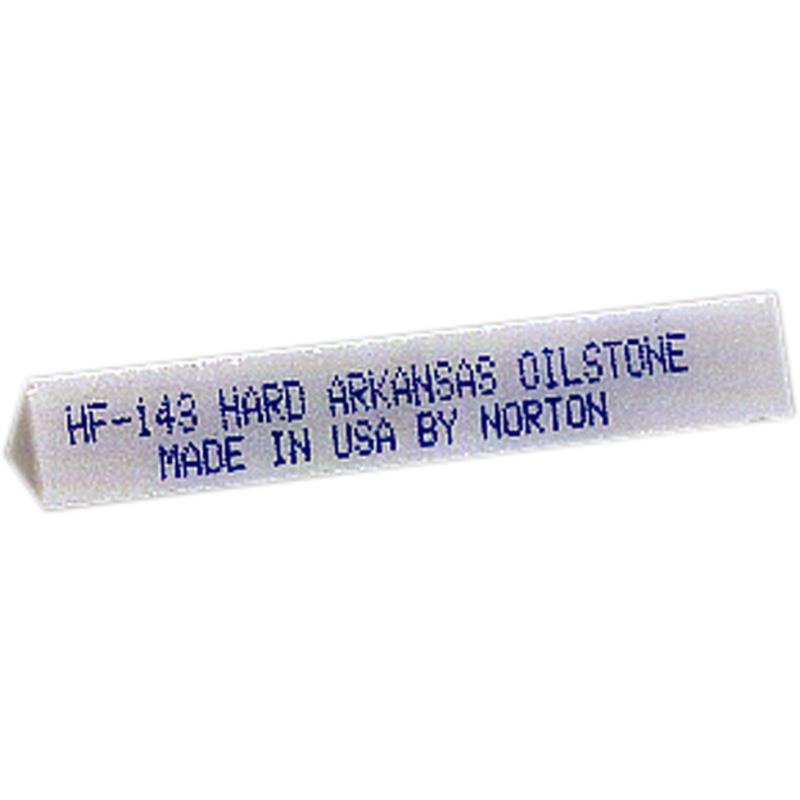 HF-143 HARD ARKANSAS OILSTONE
MADE IN USA BY NORTON